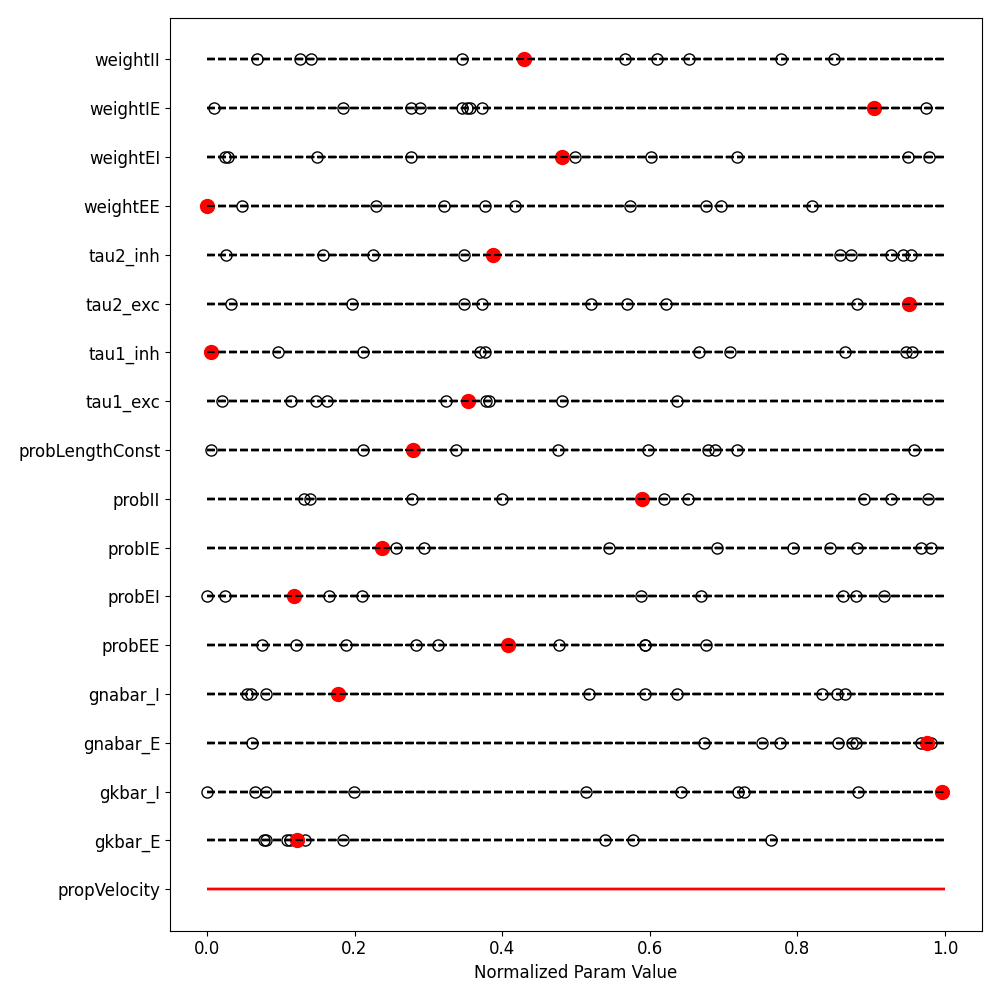 weightII
weightIE
weightEI
weightEE
tau2_inh
tau2_exc
tau1_inh
tau1_exc
probLengthConst
probII
probIE
probEI
probEE
gnabar_I
gnabar_E
gkbar_I
gkbar_E
propVelocity
0.0 0.2 0.4 0.6 0.8 1.0
Normalized Param Value